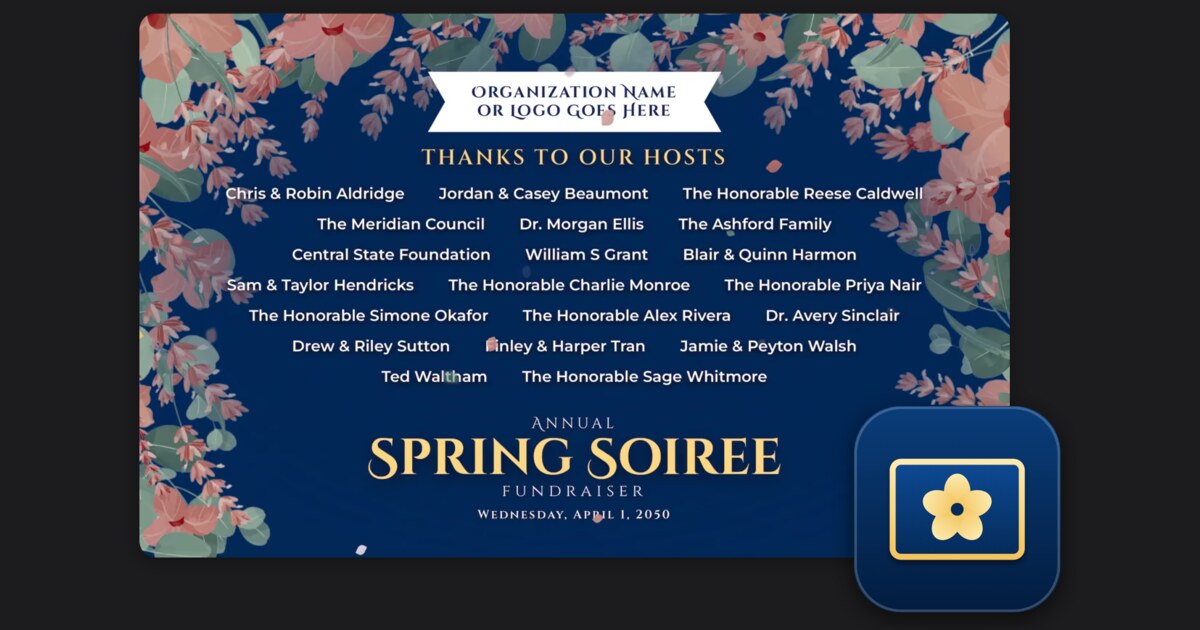 Organization Name
or Logo Goes Here
THANKS TO OUR HOSTS
Chris & Robin Aldridge Jordan & Casey Beaumont The Honorable Reese Caldwell
The Meridian Council Dr. Morgan Ellis The Ashford Family
Central State Foundation William S Grant Blair & Quinn Harmon
Sam & Taylor Hendricks The Honorable Charlie Monroe The Honorable Priya Nair
The Honorable Simone Okafor The Honorable Alex Rivera Dr. Avery Sinclair
Drew & Riley Sutton Finley & Harper Tran Jamie & Peyton Walsh
Ted Waltham The Honorable Sage Whitmore
Annual
Spring Soiree
FUNDRAISER
Wednesday, April 1, 2050